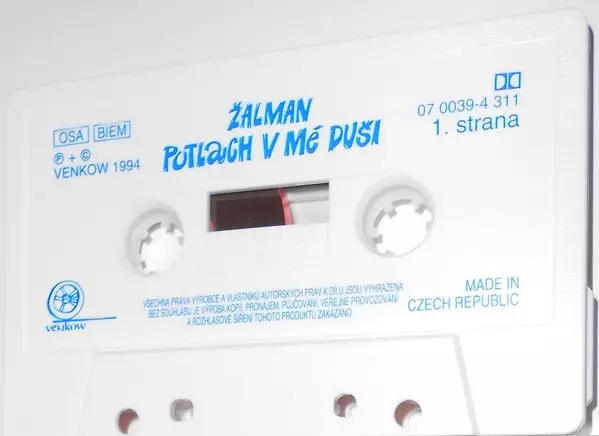 ŽALMAN
POTL@CH V Mé DUŠI
OSA BIEM
℗ + ©
VENKOW 1994
07 0039-4 311
1. strana
VŠECHNA PRÁVA VÝROBCE A VLASTNÍKŮ AUTORSKÝCH PRÁV K DÍLU JSOU VYHRAZENA
BEZ SOUHLASU JE VÝROBA KOPIÍ, PRONÁJEM, PŮJČOVÁNÍ, VEŘEJNÉ PROVOZOVÁNÍ
A ROZHLASOVÉ ŠÍŘENÍ TOHOTO PRODUKTU ZAKÁZÁNO.
VENKOW
MADE IN
CZECH REPUBLIC